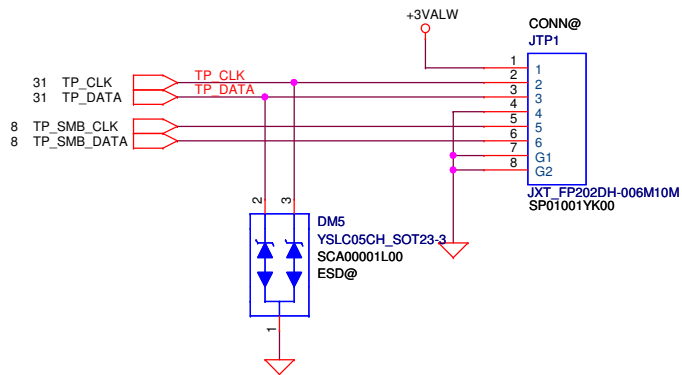 +3VALW
CONN@
JTP1
31 TP_CLK
TP_CLK
31 TP_DATA
TP_DATA
8 TP_SMB_CLK
8 TP_SMB_DATA
1 1
2 2
3 3
4 4
5 5
6 6
7 G1
8 G2
JXT_FP202DH-006M10M
SP01001YK00
2 3
DM5
YSLC05CH_SOT23-3
SCA00001L00
ESD@
1